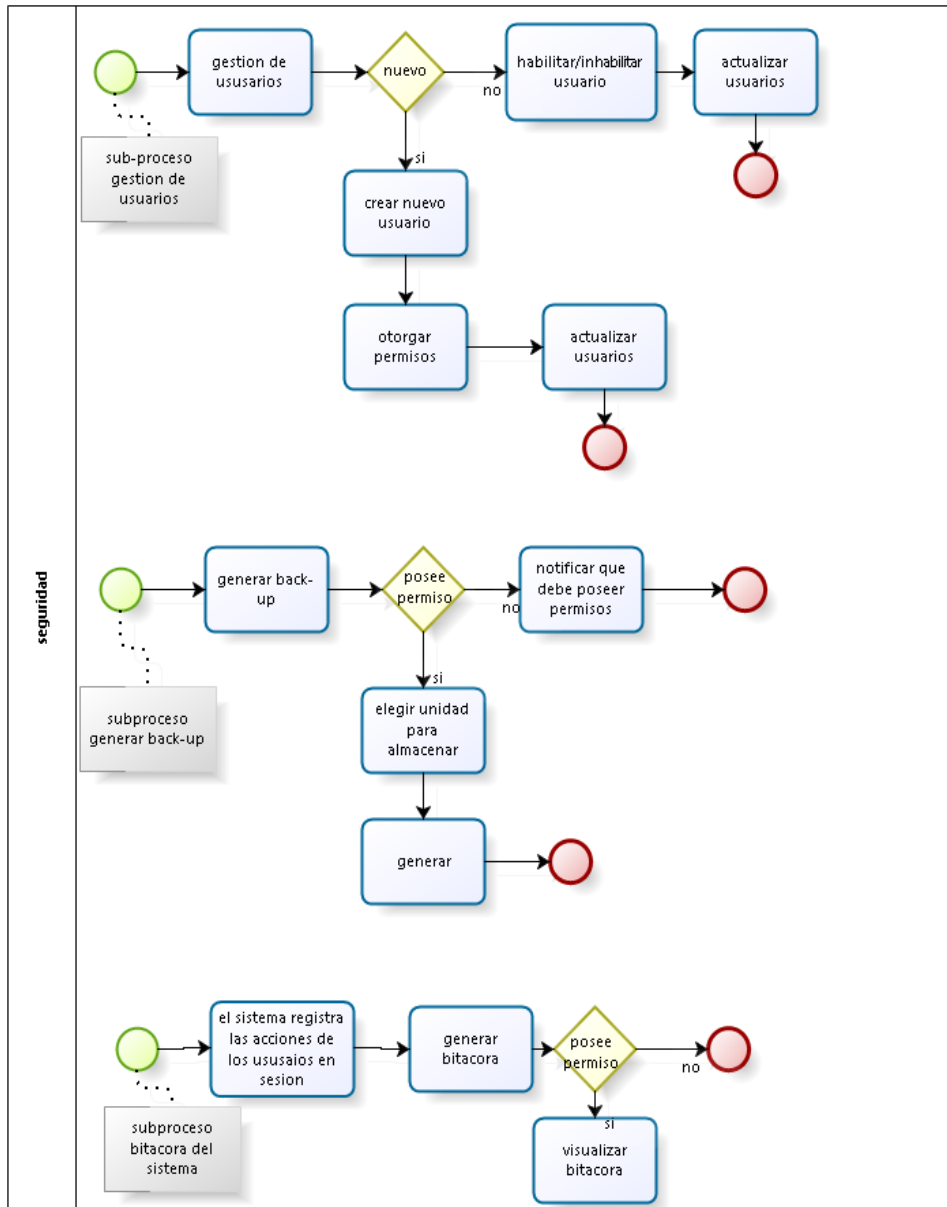 seguridad
gestion de
ususarios
nuevo
no
habilitar/inhabilitar
usuario
actualizar
usuarios
sub-proceso
gestion de
usuarios
si
crear nuevo
usuario
otorgar
permisos
actualizar
usuarios
generar back-
up
posee
permiso
no
notificar que
debe poseer
permisos
subproceso
generar back-up
si
elegir unidad
para
almacenar
generar
el sistema registra
las acciones de
los ususaios en
sesion
generar
bitacora
posee
permiso
no
subproceso
bitacora del
sistema
si
visualizar
bitacora